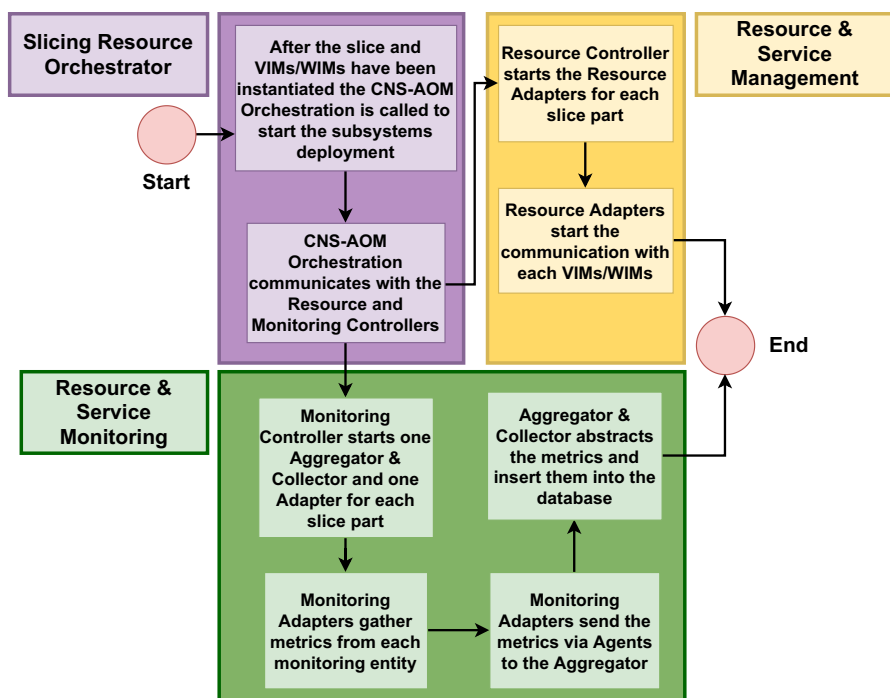 Slicing Resource
Orchestrator
Start
After the slice and
VIMs/WIMs have been
instantiated the CNS-AOM
Orchestration is called to
start the subsystems
deployment
CNS-AOM
Orchestration
communicates with the
Resource and
Monitoring Controllers
Resource Controller
starts the Resource
Adapters for each
slice part
Resource Adapters
start the
communication with
each VIMs/WIMs
Resource &
Service
Management
End
Resource &
Service
Monitoring
Monitoring
Controller starts one
Aggregator &
Collector and one
Adapter for each
slice part
Monitoring
Adapters gather
metrics from each
monitoring entity
Monitoring
Adapters send the
metrics via Agents
to the Aggregator
Aggregator &
Collector abstracts
the metrics and
insert them into the
database